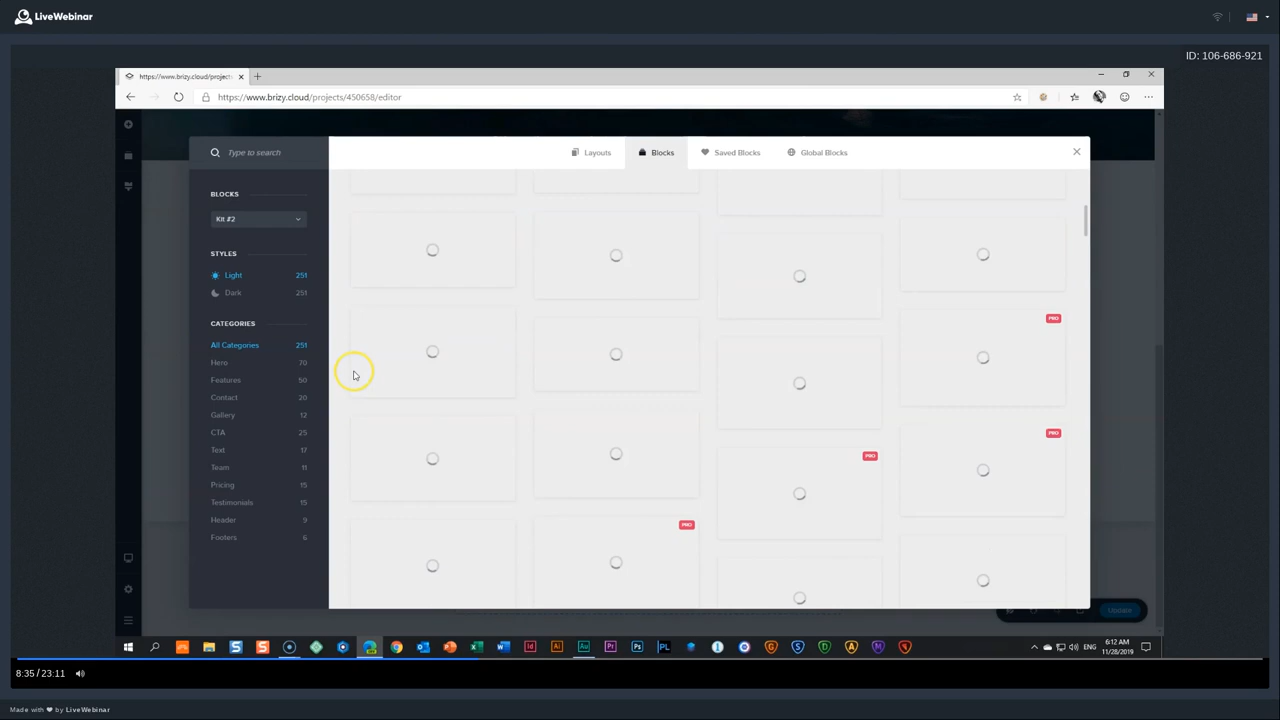 LiveWebinar
ID: 106-686-921
https://www.brizy.cloud/project
https://www.brizy.cloud/projects/450658/editor
Type to search
Layouts
Blocks
Saved Blocks
Global Blocks
BLOCKS
Kit #2
STYLES
Light 251
Dark 251
CATEGORIES
All Categories 251
Hero 70
Features 50
Contact 20
Gallery 12
CTA 25
Text 17
Team 11
Pricing 15
Testimonials 15
Header 9
Footers 6
PRO
PRO
PRO
PRO
Update
6:12 AM
ENG
11/28/2019
8:35 / 23:11
Made with ❤ by LiveWebinar